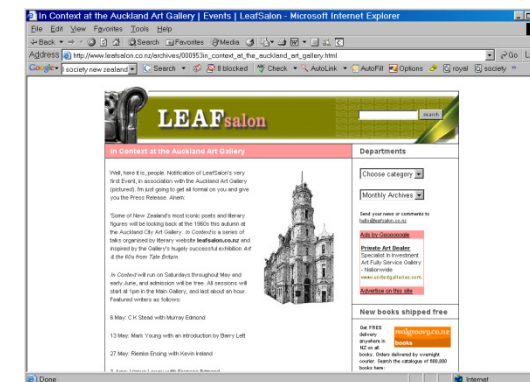 In Context at the Auckland Art Gallery | Events | LeafSalon - Microsoft Internet Explorer
File Edit View Favorites Tools Help
Back Search Favorites Media
Address http://www.leafsalon.co.nz/archives/000953in_context_at_the_auckland_art_gallery.html Go
Google society new zealand Search 8 blocked Check AutoLink AutoFill Options royal society
LEAFsalon
search
In Context at the Auckland Art Gallery
Departments
Well, here it is, people. Notification of LeafSalon's very
first Event, in association with the Auckland Art Gallery
(pictured). I'm just going to get all formal on you and give
you the Press Release. Ahem:
'Some of New Zealand's most iconic poets and literary
figures will be looking back at the 1960s this autumn at
the Auckland City Art Gallery. In Context is a series of
talks organised by literary website leafsalon.co.nz and
inspired by the Gallery's hugely successful exhibition Art
& the 60s from Tate Britain.
In Context will run on Saturdays throughout May and
early June, and admission will be free. All sessions will
start at 1pm in the Main Gallery, and last about an hour.
Featured writers as follows:
6 May: C K Stead with Murray Edmond
13 May: Mark Young with an introduction by Barry Lett
27 May: Riemke Ensing with Kevin Ireland
Choose category
Monthly Archives
Send your news or comments to
hello@leafsalon.co.nz
Ads by Goooooogle
Private Art Dealer
Specialist in Investment
Art Fully Service Gallery
- Nationwide
www.unitedgalleries.com
Advertise on this site
New books shipped free
Get FREE
delivery
anywhere in
NZ on all
books. Orders delivered by overnight
courier. Search the catalogue of 600,000
books here:
maigroovy.co.nz
books
Done
Internet